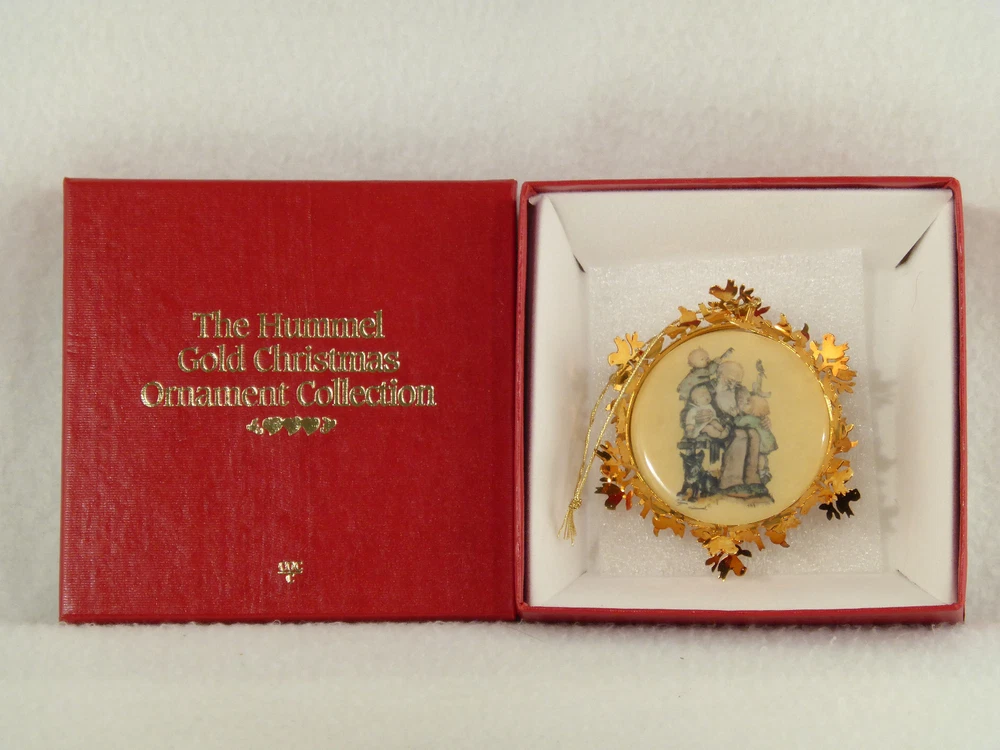 The Hummel
Gold Christmas
Ornament Collection